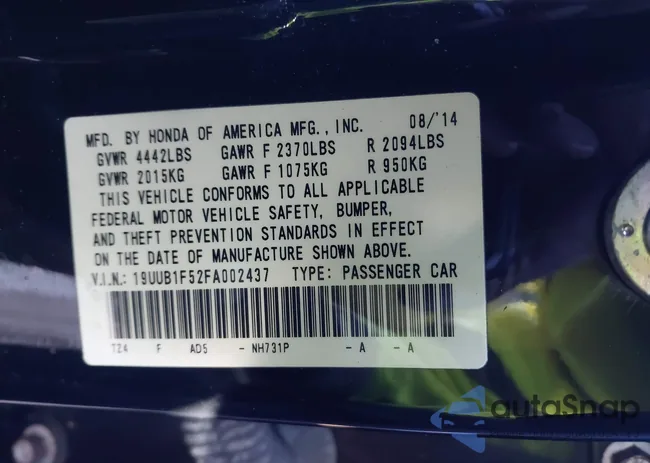 MFD. BY HONDA OF AMERICA MFG., INC. 08/'14
GVWR 4442LBS GAWR F 2370LBS R 2094LBS
GVWR 2015KG GAWR F 1075KG R 950KG
THIS VEHICLE CONFORMS TO ALL APPLICABLE
FEDERAL MOTOR VEHICLE SAFETY, BUMPER,
AND THEFT PREVENTION STANDARDS IN EFFECT
ON THE DATE OF MANUFACTURE SHOWN ABOVE.
V.I.N.: 19UUB1F52FA002437 TYPE: PASSENGER CAR
TZ4 F AD5 - NH731P - A - A
autoSnap